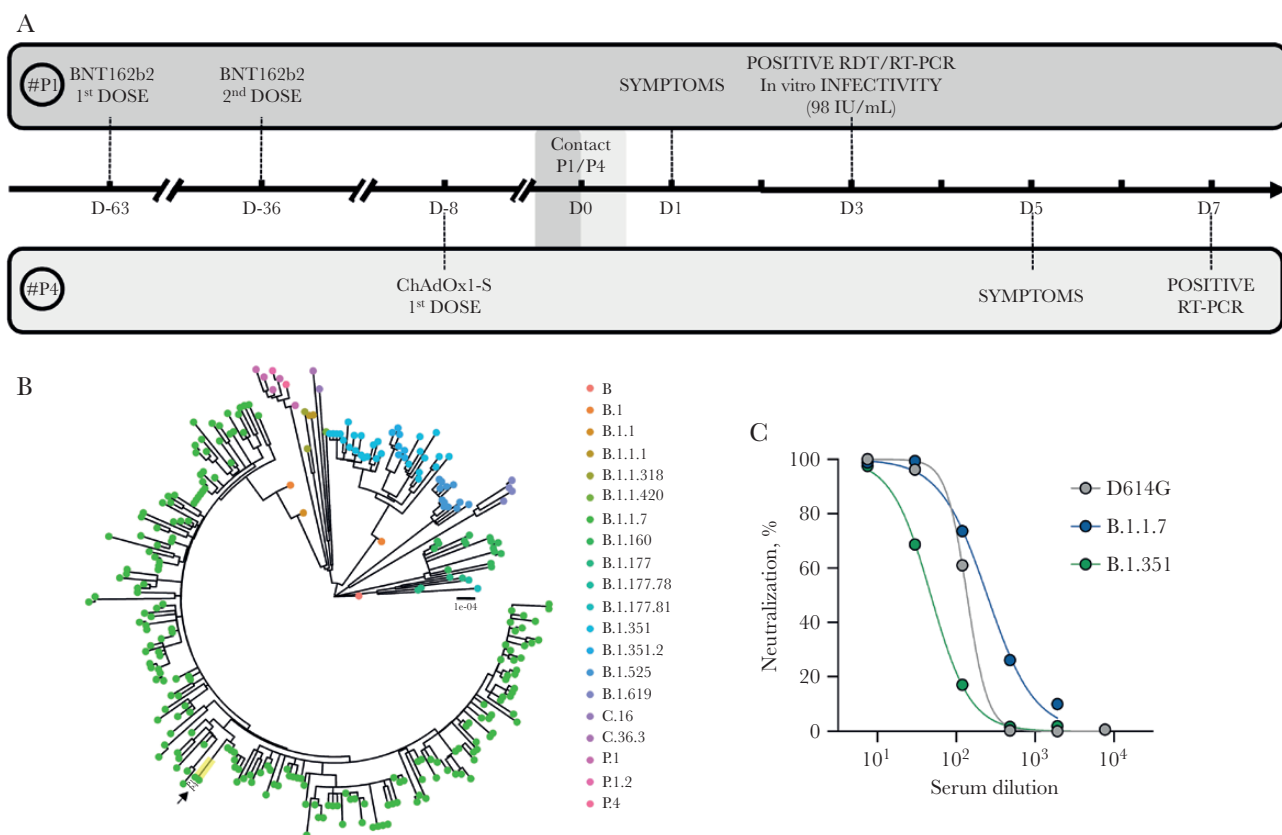 A
#P1
BNT162b2
1st DOSE
BNT162b2
2nd DOSE
SYMPTOMS
POSITIVE RDT/RT-PCR
In vitro INFECTIVITY
(98 IU/mL)
Contact
P1/P4
D-63
D-36
D-8
D0
D1
D3
D5
D7
#P4
ChAdOx1-S
1st DOSE
SYMPTOMS
POSITIVE
RT-PCR
B
B
B.1
B.1.1
B.1.1.1
B.1.1.318
B.1.1.420
B.1.1.7
B.1.160
B.1.177
B.1.177.78
B.1.177.81
B.1.351
B.1.351.2
B.1.525
B.1.619
C.16
C.36.3
P.1
P.1.2
P.4
1e-04
C
Neutralization, %
100
80
60
40
20
0
10¹
10²
10³
10⁴
Serum dilution
D614G
B.1.1.7
B.1.351